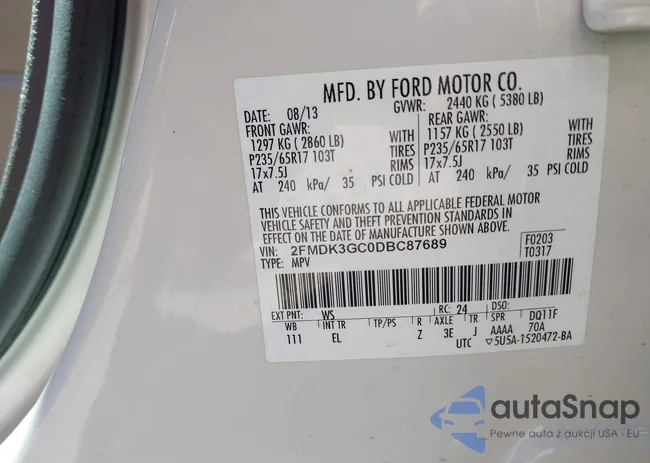 MFD. BY FORD MOTOR CO.
DATE: 08/13 GVWR: 2440 KG ( 5380 LB)
FRONT GAWR: REAR GAWR:
1297 KG ( 2860 LB) WITH 1157 KG ( 2550 LB) WITH
P235/65R17 103T TIRES P235/65R17 103T TIRES
17x7.5J RIMS 17x7.5J RIMS
AT 240 kPa/ 35 PSI COLD AT 240 kPa/ 35 PSI COLD
THIS VEHICLE CONFORMS TO ALL APPLICABLE FEDERAL MOTOR
VEHICLE SAFETY AND THEFT PREVENTION STANDARDS IN
EFFECT ON THE DATE OF MANUFACTURE SHOWN ABOVE.
VIN: 2FMDK3GC0DBC87689 F0203
TYPE: MPV T0317
EXT PNT: WS RC: 24 DSO:
WB INT TR TP/PS R AXLE TR SPR DQ11F
111 EL Z 3E J AAAA 70A
UTC ▽5U5A-1520472-BA
autaSnap
Pewne auta z aukcji USA i EU